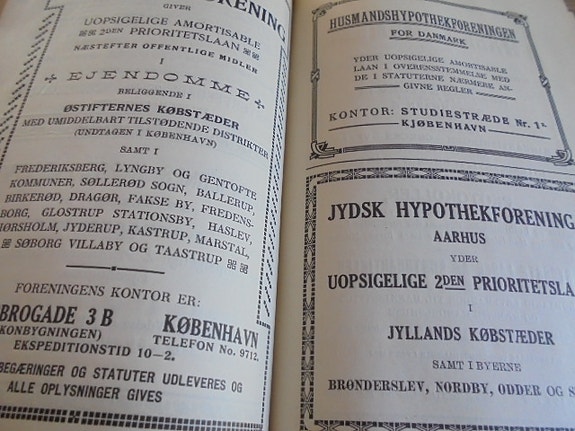 ORENING
GIVER
UOPSIGELIGE AMORTISABLE
2DEN PRIORITETSLAAN
NÆSTEFTER OFFENTLIGE MIDLER
I
EJENDOMME
BELIGGENDE I
ØSTIFTERNES KØBSTÆDER
MED UMIDDELBART TILSTØDENDE DISTRIKTER
(UNDTAGEN I KØBENHAVN)
SAMT I
FREDERIKSBERG, LYNGBY OG GENTOFTE
KOMMUNER, SØLLERØD SOGN, BALLERUP,
BIRKERØD, DRAGØR, FAKSE BY, FREDENS-
BORG, GLOSTRUP STATIONSBY, HASLEV,
HØRSHOLM, JYDERUP, KASTRUP, MARSTAL,
SØBORG VILLABY OG TAASTRUP
FORENINGENS KONTOR ER:
BROGADE 3 B KØBENHAVN
KONBYGNINGEN) TELEFON No. 9712.
EKSPEDITIONSTID 10-2.
BEGÆRINGER OG STATUTER UDLEVERES OG
ALLE OPLYSNINGER GIVES
HUSMANDSHYPOTHEKFORENINGEN
FOR DANMARK
YDER UOPSIGELIGE AMORTISABLE
LAAN I OVERENSSTEMMELSE MED
DE I STATUTERNE NÆRMERE AN-
GIVNE REGLER
KONTOR: STUDIESTRÆDE Nr. 12.
KJØBENHAVN
JYDSK HYPOTHEKFORENING
AARHUS
YDER
UOPSIGELIGE 2DEN PRIORITETSLA
I
JYLLANDS KØBSTÆDER
SAMT I BYERNE
BRØNDERSLEV, NORDBY, ODDER OG S